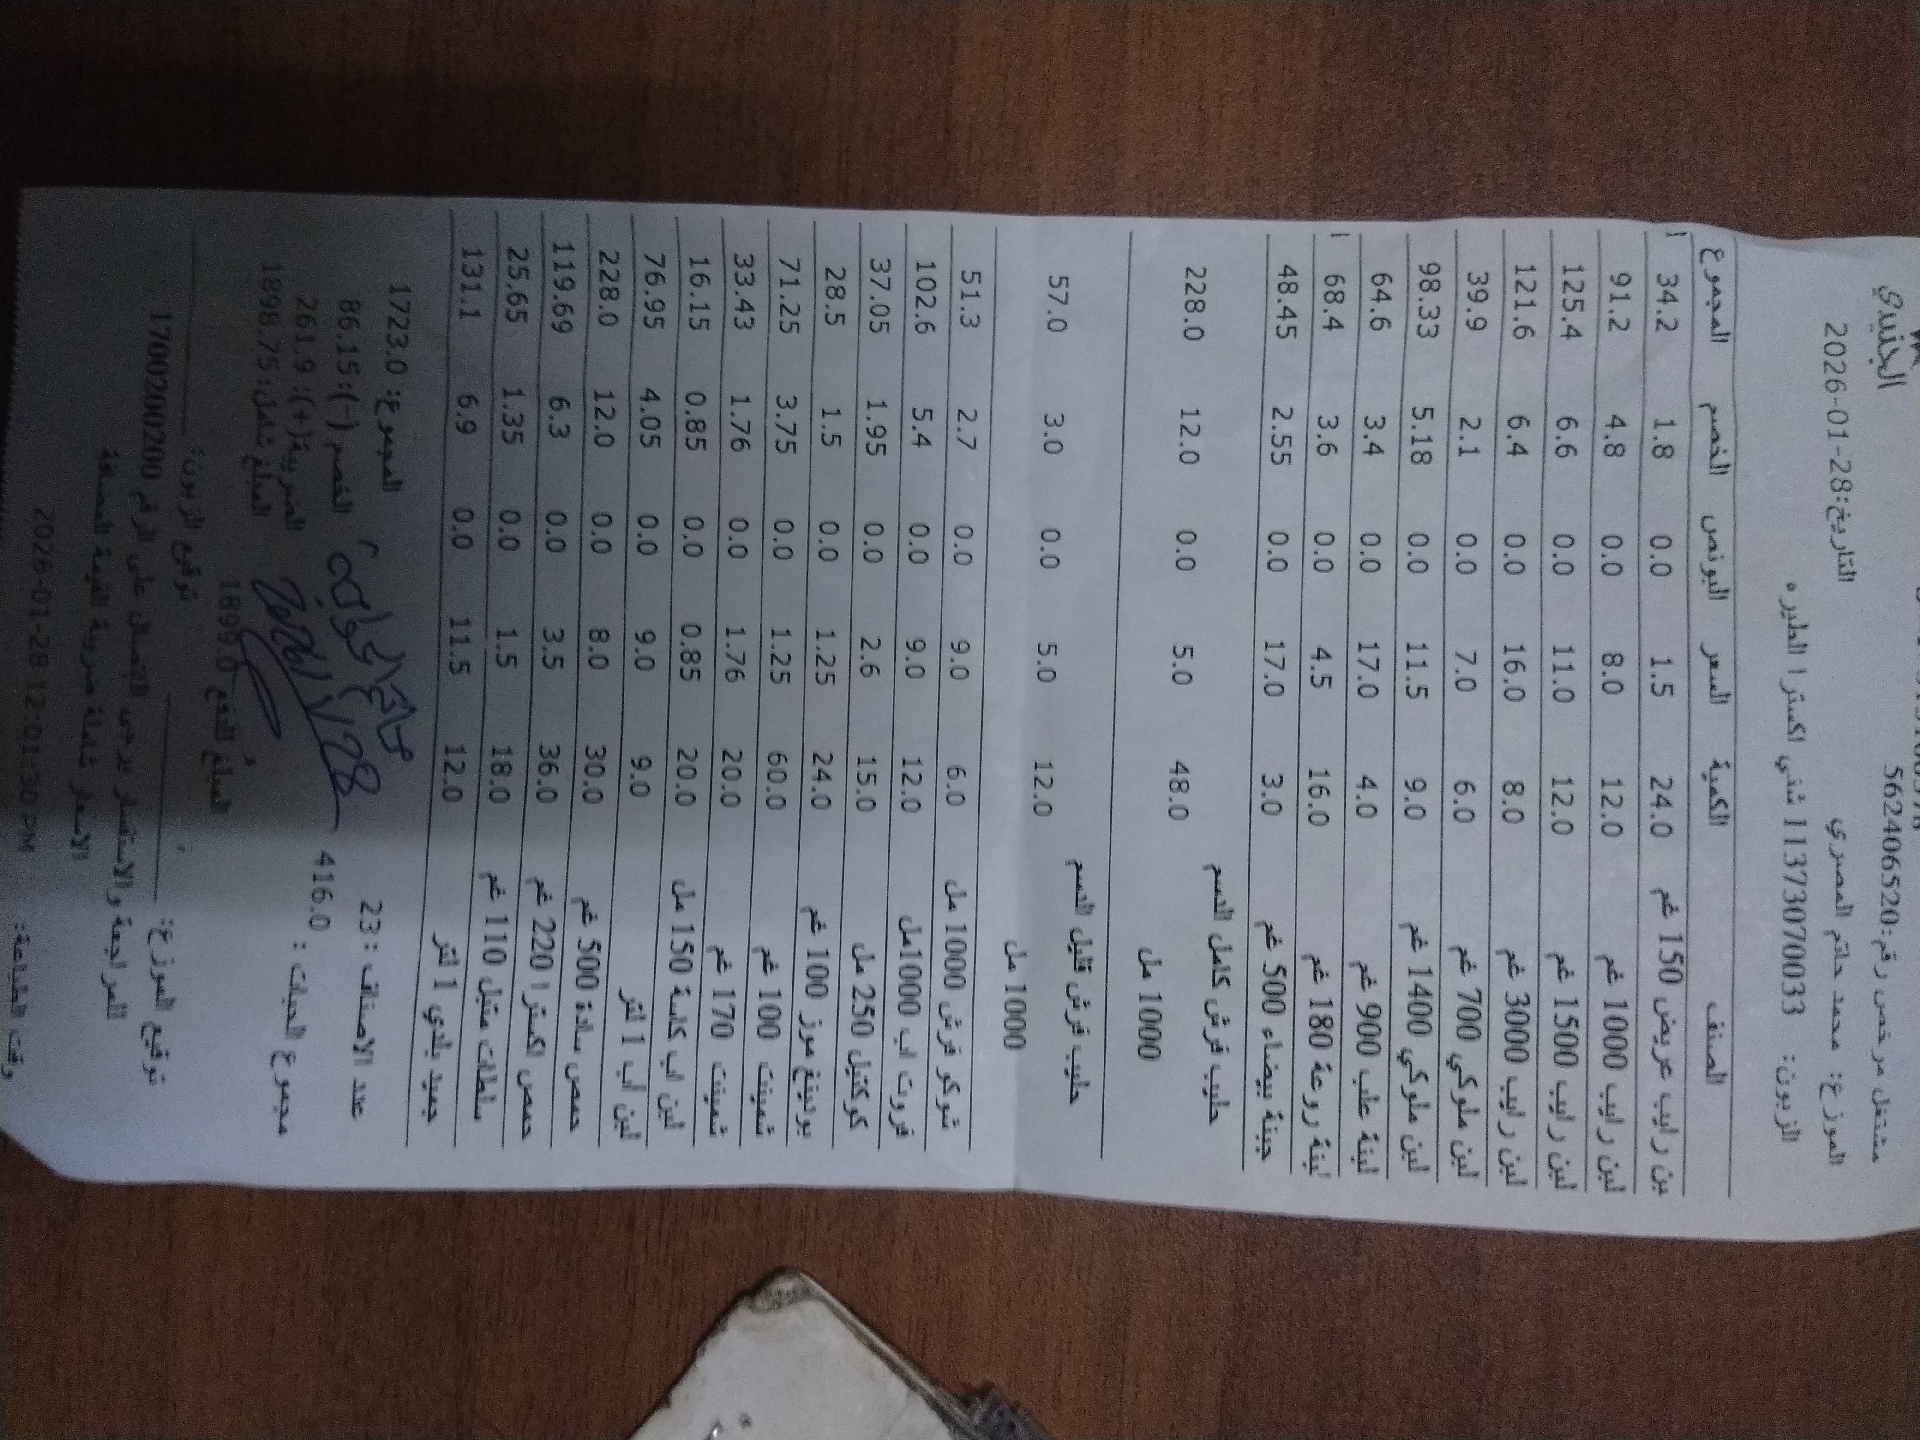 الجنيدي
مشتغل مرخص رقم:562406520
التاريخ:28-01-2026 الموزع: محمد حاتم المصري
الزبون: 1137307033 شني اكسترا الطيره
الصنف الكمية السعر البونص الخصم المجموع
بن رايب عريض 150 غم 24.0 1.5 0.0 1.8 34.2
لبن رايب 1000 غم 12.0 8.0 0.0 4.8 91.2
لبن رايب 1500 غم 12.0 11.0 0.0 6.6 125.4
لبن رايب 3000 غم 8.0 16.0 0.0 6.4 121.6
لبن ملوكي 700 غم 6.0 7.0 0.0 2.1 39.9
لبن ملوكي 1400 غم 9.0 11.5 0.0 5.18 98.33
لبنة علب 900 غم 4.0 17.0 0.0 3.4 64.6
لبنة روعة 180 غم 16.0 4.5 0.0 3.6 68.4
جبنة بيضاء 500 غم 3.0 17.0 0.0 2.55 48.45
حليب فرش كامل الدسم 48.0 5.0 0.0 12.0 228.0
1000 مل
حليب فرش قليل الدسم 12.0 5.0 0.0 3.0 57.0
1000 مل
شوكو فرش 1000 مل 6.0 9.0 0.0 2.7 51.3
فروت اب 1000مل 12.0 9.0 0.0 5.4 102.6
كوكتيل 250 مل 15.0 2.6 0.0 1.95 37.05
بودينغ موز 100 غم 24.0 1.25 0.0 1.5 28.5
شمينت 100 غم 60.0 1.25 0.0 3.75 71.25
شمينت 170 غم 20.0 1.76 0.0 1.76 33.43
لبن اب كاسة 150 مل 20.0 0.85 0.0 0.85 16.15
لبن اب 1 لتر 9.0 9.0 0.0 4.05 76.95
حمص سادة 500 غم 30.0 8.0 0.0 12.0 228.0
حمص اكسترا 220 غم 36.0 3.5 0.0 6.3 119.69
سلطات متبل 110 غم 18.0 1.5 0.0 1.35 25.65
جميد بلدي 1 لتر 12.0 11.5 0.0 6.9 131.1
عدد الاصناف : 23 المجموع: 1723.0
الخصم (-): 86.15
مجموع الحبات : 416.0 الضريبة(+): 261.9
المبلغ شامل: 1898.75
المبلغ للدفع 1899.0
توقيع الموزع: توقيع الزبون:
للمراجعة والاستفسار يرجى الاتصال على الرقم 1700200200
الاسعار شاملة ضريبة القيمة المضافة
وقت الطباعة: 2026-01-28 12:01:30 PM